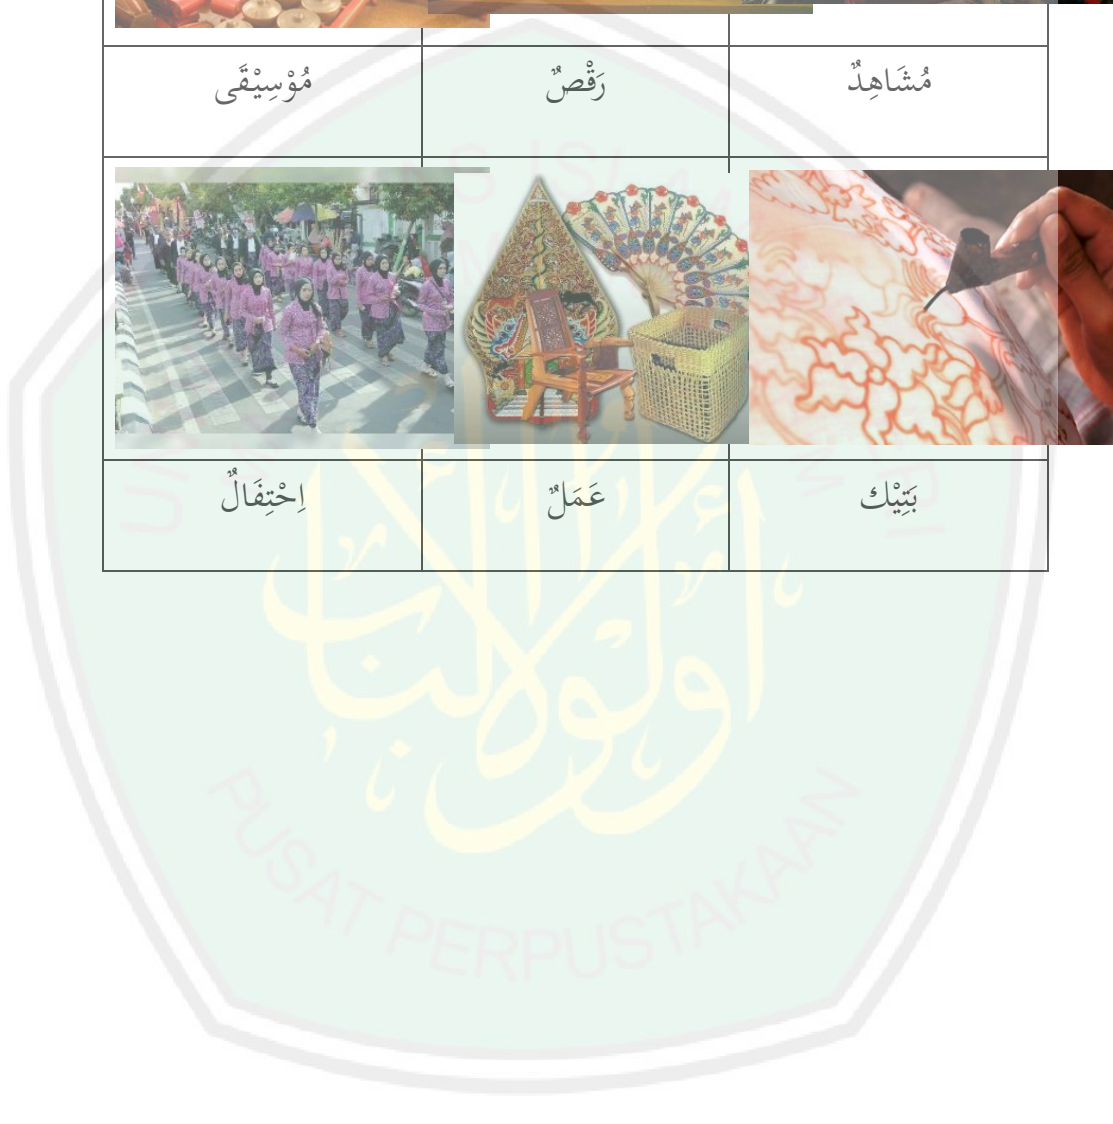 مُشَاهِدٌ رَقْصٌ مُوْسِيْقَى
بَتِيْك عَمَلٌ اِحْتِفَالٌ
PUSAT PERPUSTAKAAN